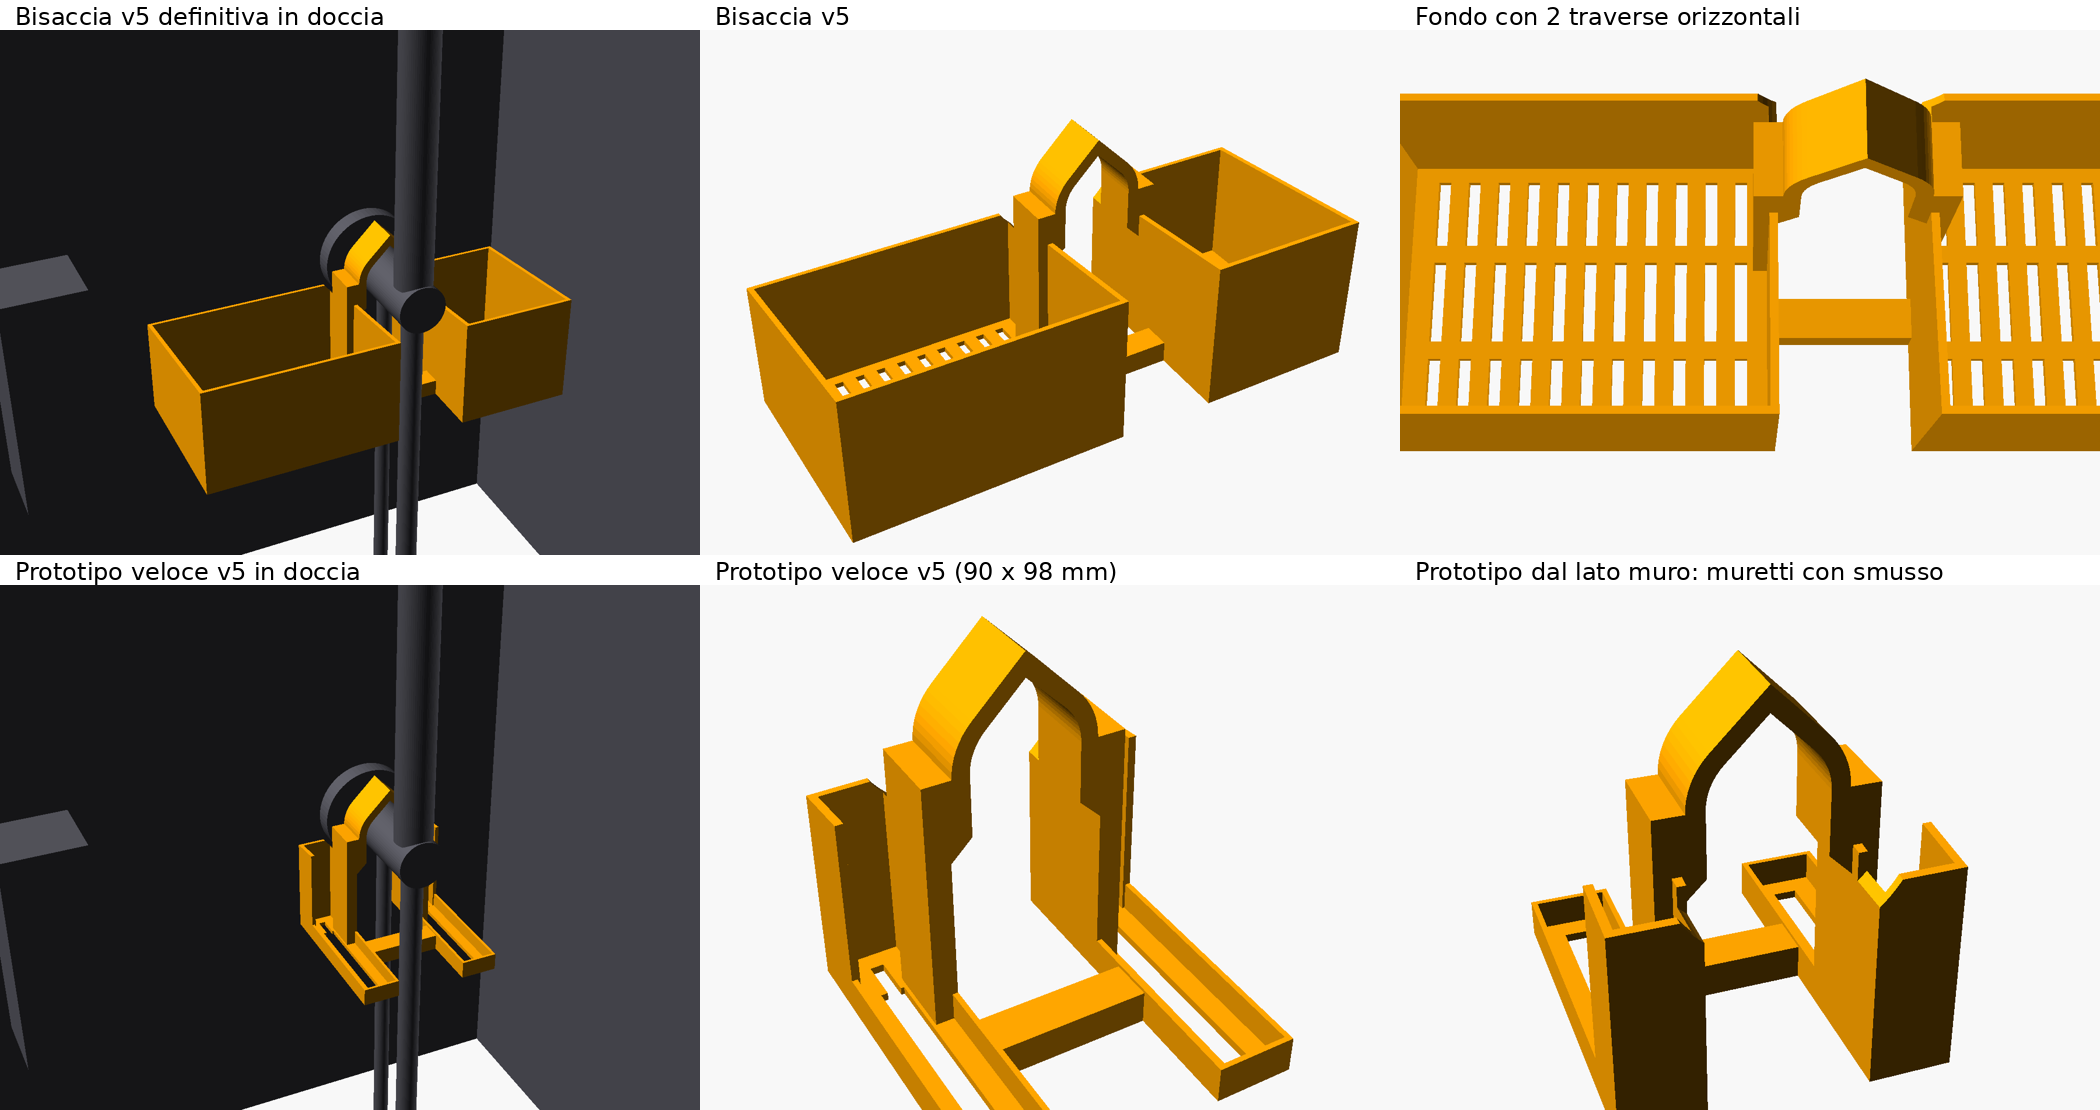 Bisaccia v5 definitiva in doccia
Bisaccia v5
Fondo con 2 traverse orizzontali
Prototipo veloce v5 in doccia
Prototipo veloce v5 (90 x 98 mm)
Prototipo dal lato muro: muretti con smusso